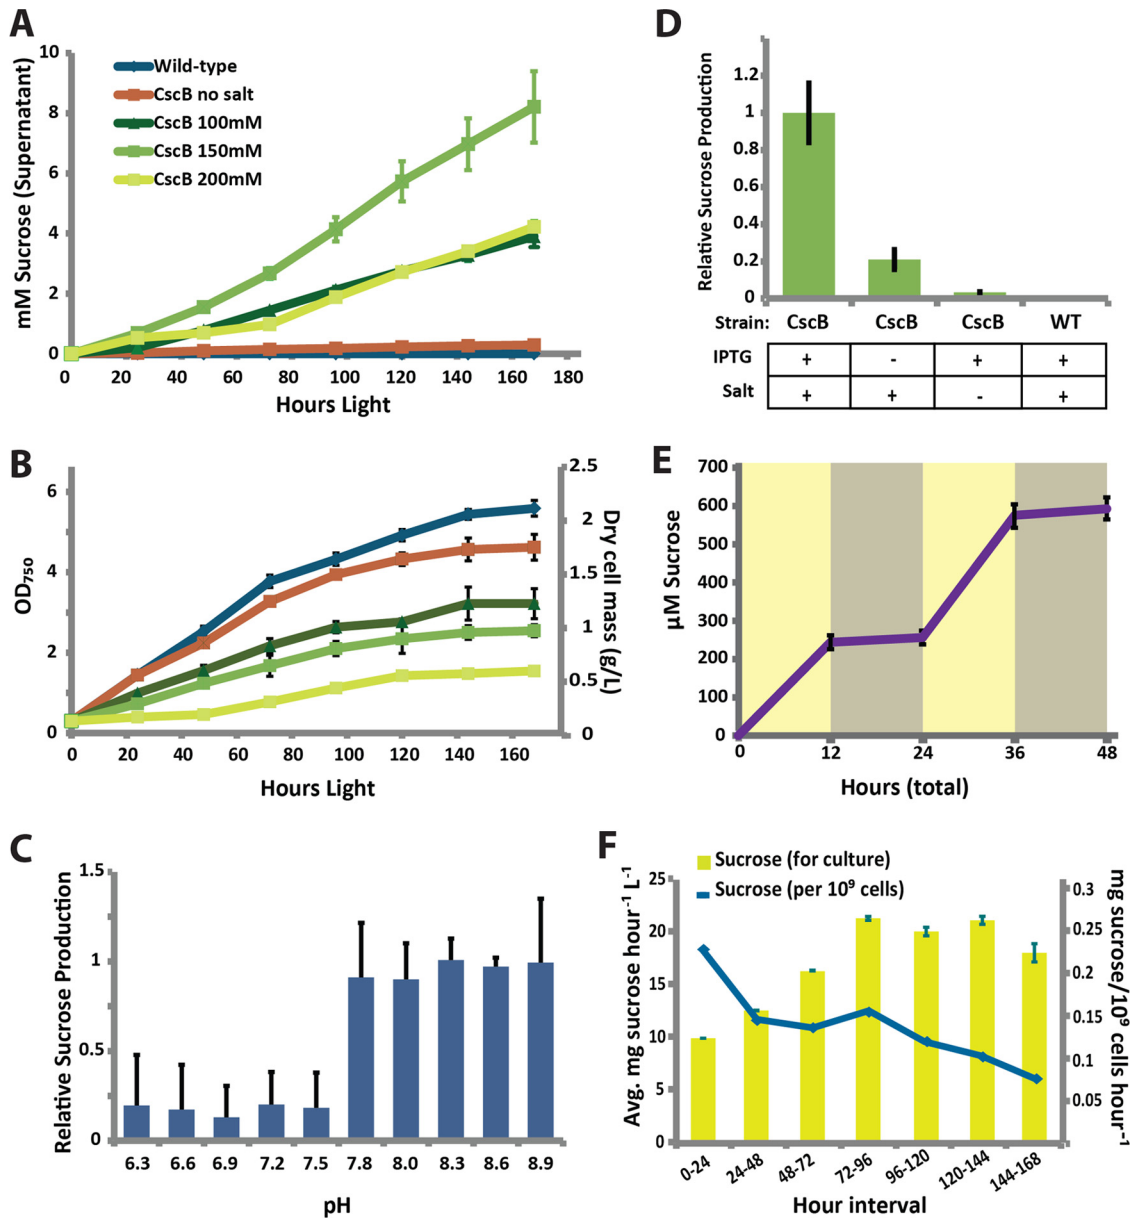 A
mM Sucrose (Supernatant)
10
8
6
4
2
0
Wild-type
CscB no salt
CscB 100mM
CscB 150mM
CscB 200mM
0 20 40 60 80 100 120 140 160 180
Hours Light
B
OD750
6
4
2
0
Dry cell mass (g/L)
2.5
2
1.5
1
0.5
0
0 20 40 60 80 100 120 140 160
Hours Light
C
Relative Sucrose Production
1.5
1
0.5
0
6.3 6.6 6.9 7.2 7.5 7.8 8.0 8.3 8.6 8.9
pH
D
Relative Sucrose Production
1.2
1
0.8
0.6
0.4
0.2
0
Strain: CscB CscB CscB WT
IPTG + - + +
Salt + + - +
E
µM Sucrose
700
600
500
400
300
200
100
0
0 12 24 36 48
Hours (total)
F
Sucrose (for culture)
Sucrose (per 10⁹ cells)
Avg. mg sucrose hour⁻¹ L⁻¹
25
20
15
10
5
0
mg sucrose/10⁹ cells hour⁻¹
0.3
0.25
0.2
0.15
0.1
0.05
0
0-24 24-48 48-72 72-96 96-120 120-144 144-168
Hour interval